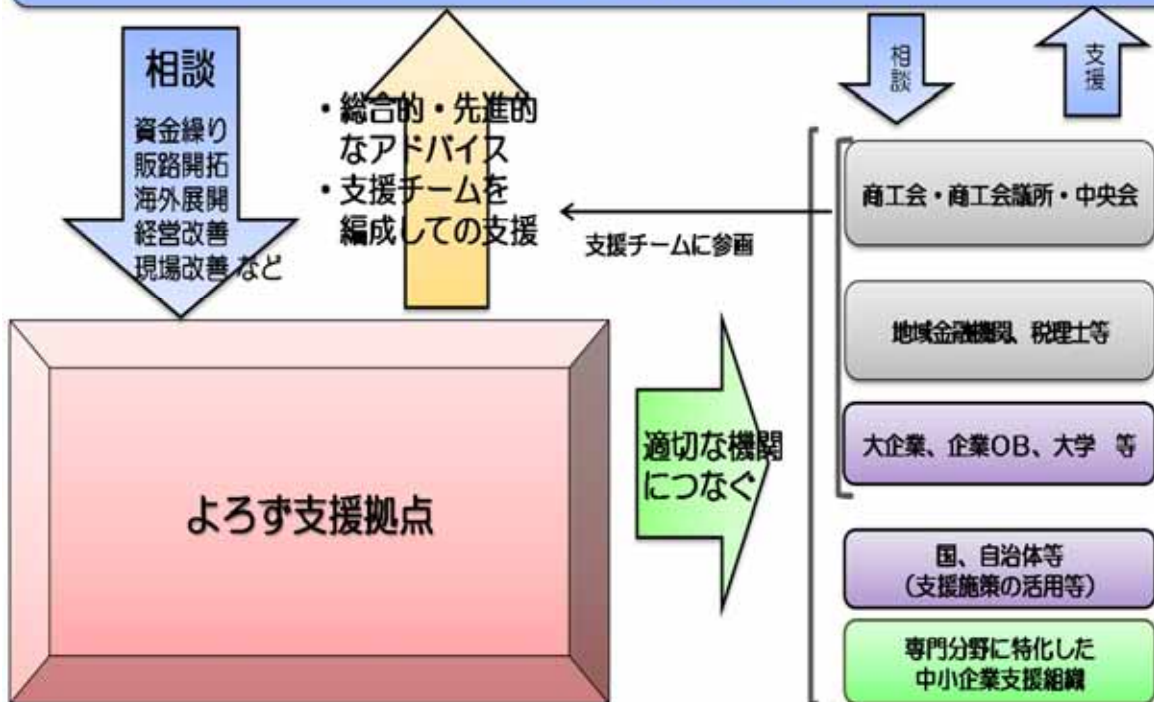 相談
資金繰り
販路開拓
海外展開
経営改善
現場改善 など
・総合的・先進的
なアドバイス
・支援チームを
編成しての支援
相談
支援
支援チームに参画
商工会・商工会議所・中央会
地域金融機関、税理士等
大企業、企業OB、大学　等
適切な機関
につなぐ
よろず支援拠点
国、自治体等
（支援施策の活用等）
専門分野に特化した
中小企業支援組織